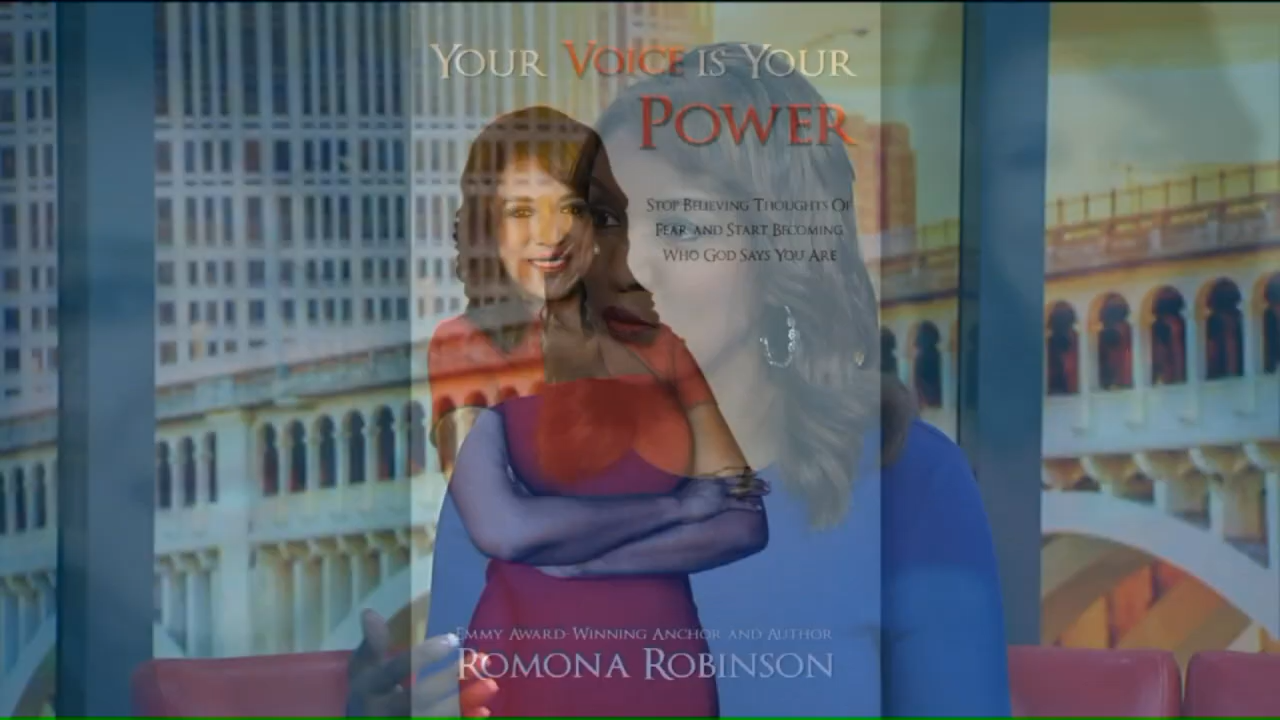 YOUR VOICE IS YOUR
POWER
STOP BELIEVING THOUGHTS OF
FEAR AND START BECOMING
WHO GOD SAYS YOU ARE
EMMY AWARD-WINNING ANCHOR AND AUTHOR
ROMONA ROBINSON